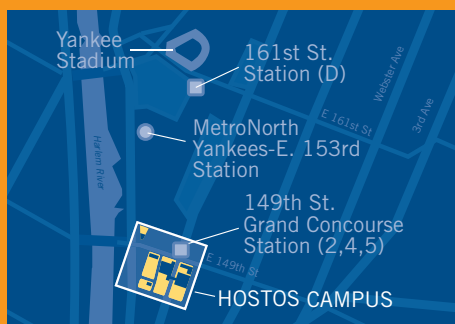 Yankee
Stadium
161st St.
Station (D)
Webster Ave
3rd Ave
E 161st St
MetroNorth
Yankees-E. 153rd
Station
Harlem River
149th St.
Grand Concourse
Station (2,4,5)
E 149th St
HOSTOS CAMPUS